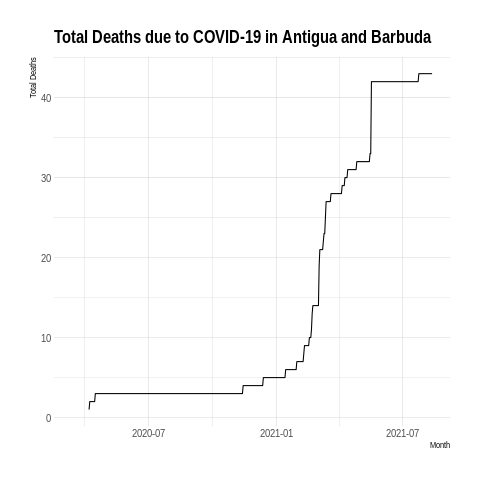 Total Deaths due to COVID-19 in Antigua and Barbuda
Total Deaths
40
30
20
10
0
2020-07
2021-01
2021-07
Month